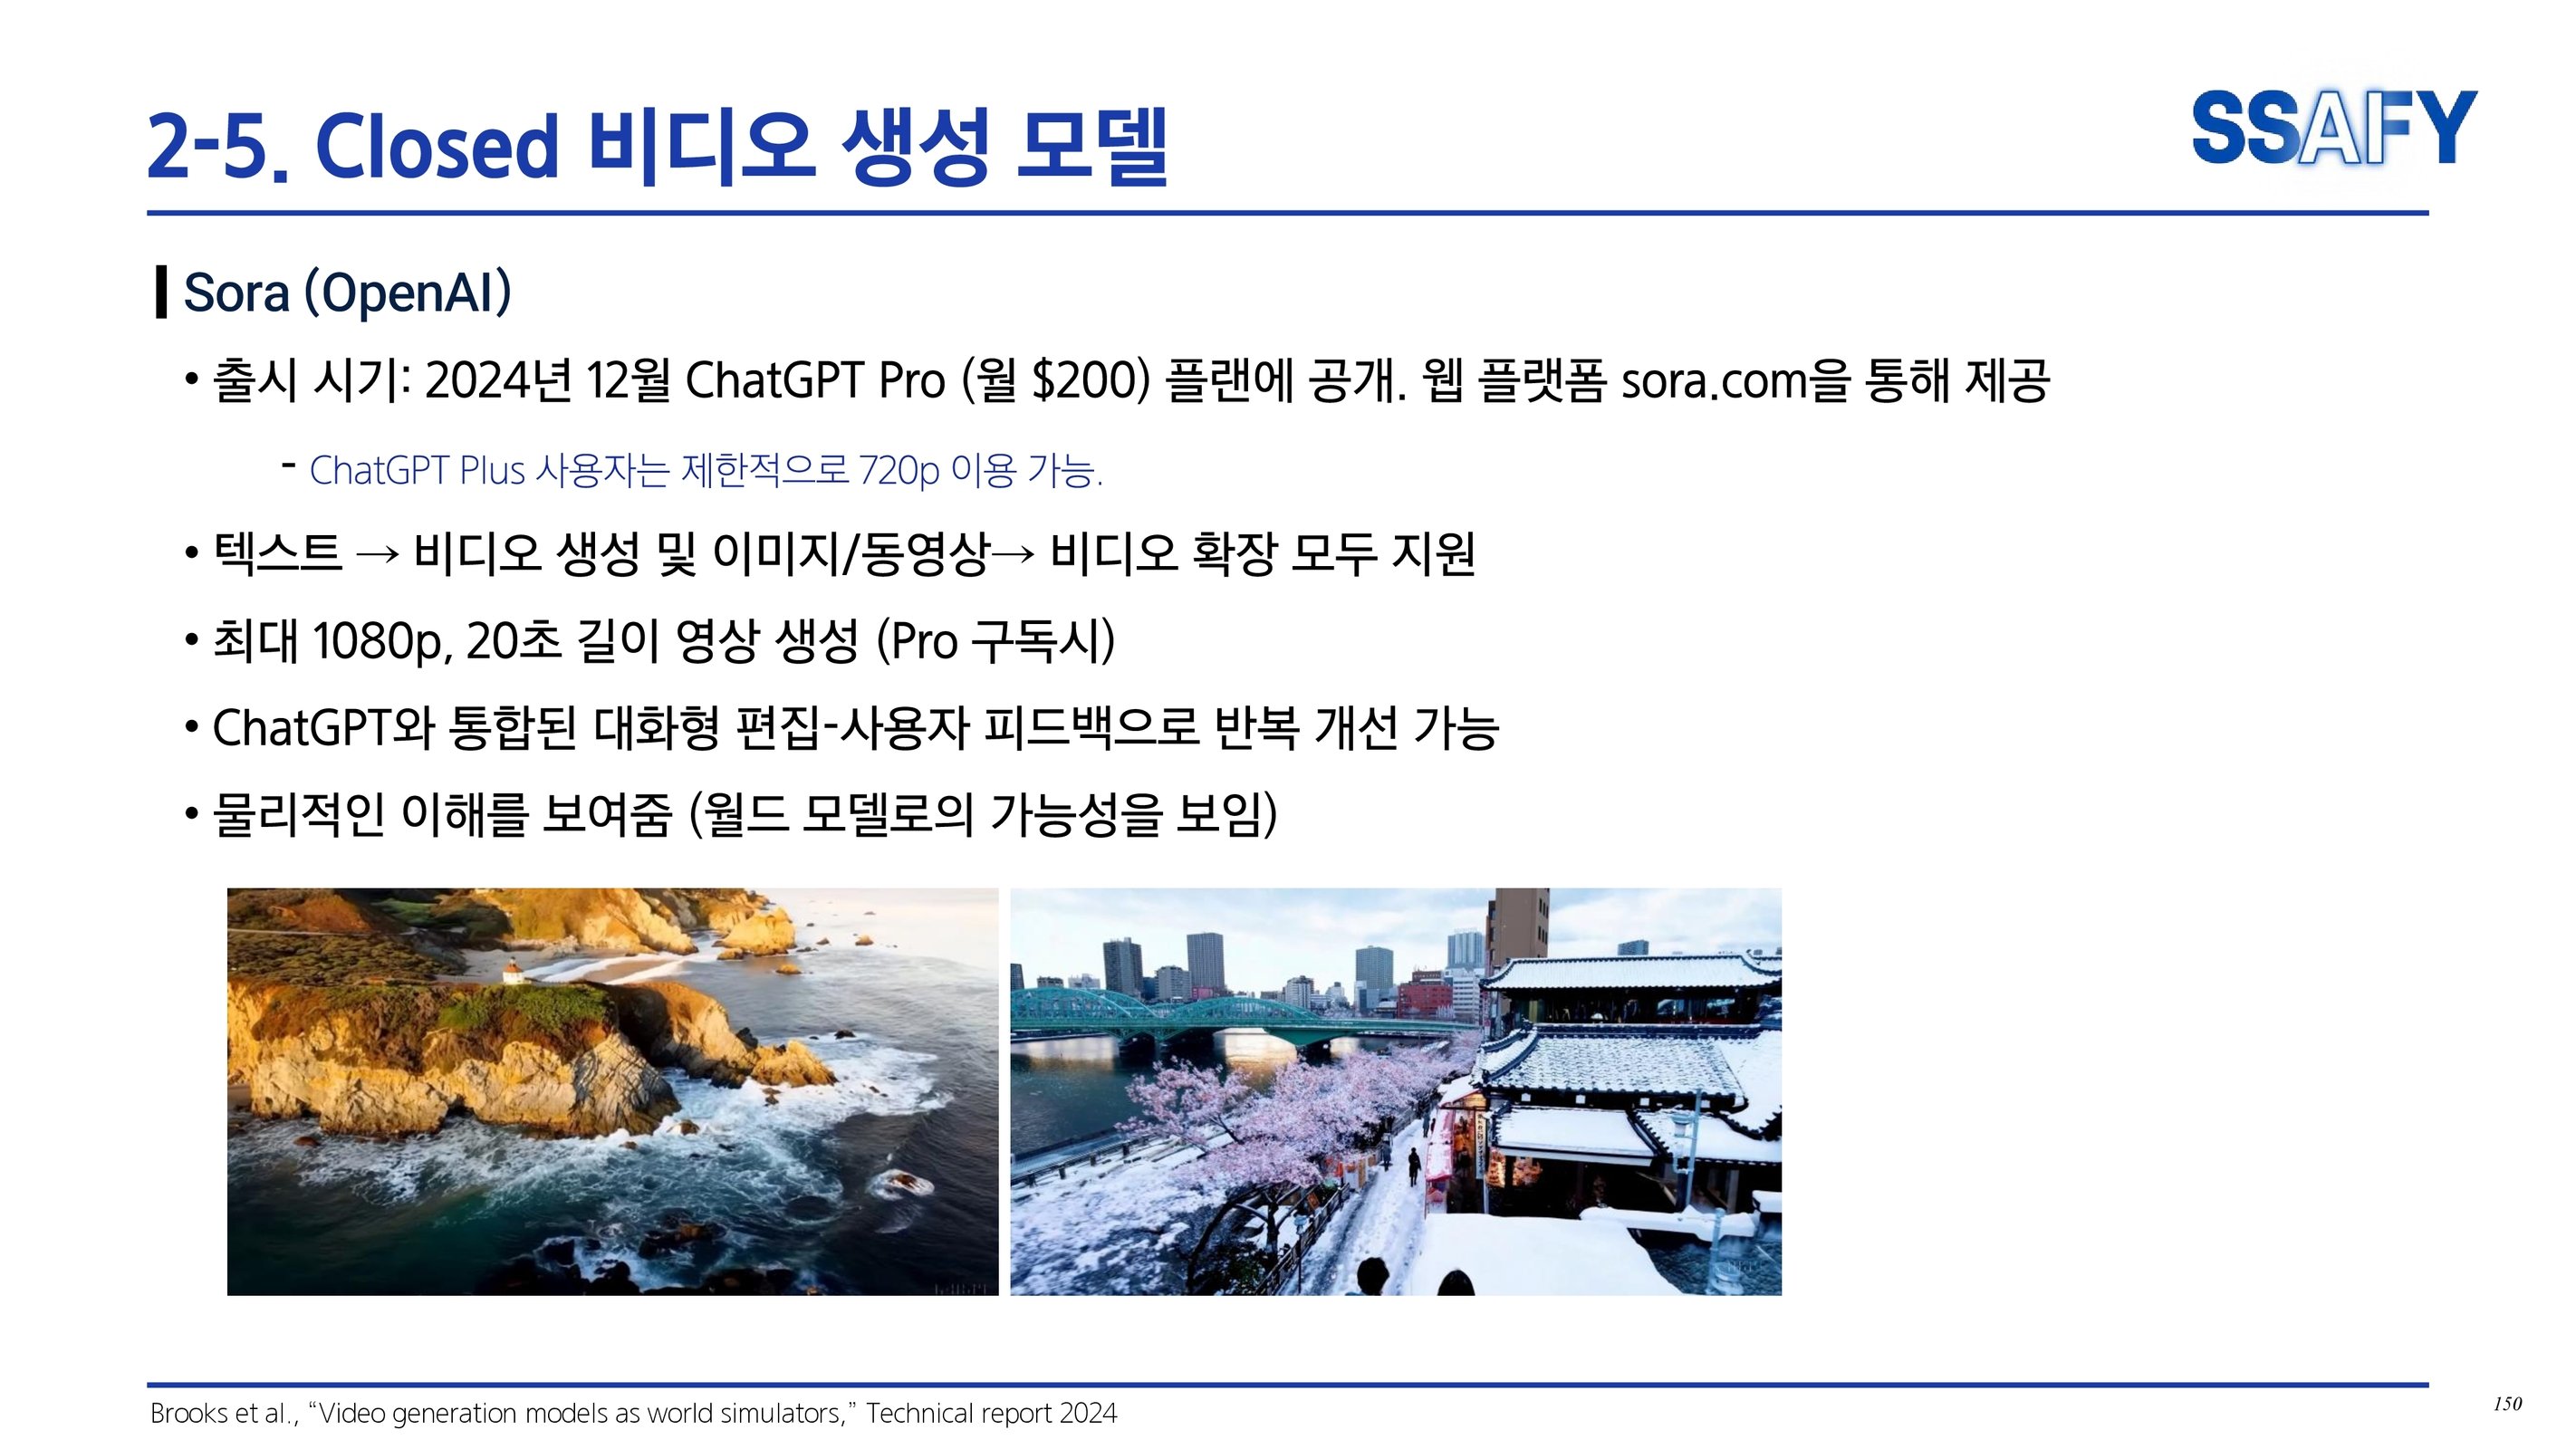 2-5. Closed 비디오 생성 모델
SSAFY
Sora (OpenAI)
• 출시 시기: 2024년 12월 ChatGPT Pro (월 $200) 플랜에 공개. 웹 플랫폼 sora.com을 통해 제공
- ChatGPT Plus 사용자는 제한적으로 720p 이용 가능.
• 텍스트 → 비디오 생성 및 이미지/동영상→ 비디오 확장 모두 지원
• 최대 1080p, 20초 길이 영상 생성 (Pro 구독시)
• ChatGPT와 통합된 대화형 편집-사용자 피드백으로 반복 개선 가능
• 물리적인 이해를 보여줌 (월드 모델로의 가능성을 보임)
Brooks et al., “Video generation models as world simulators,” Technical report 2024
150